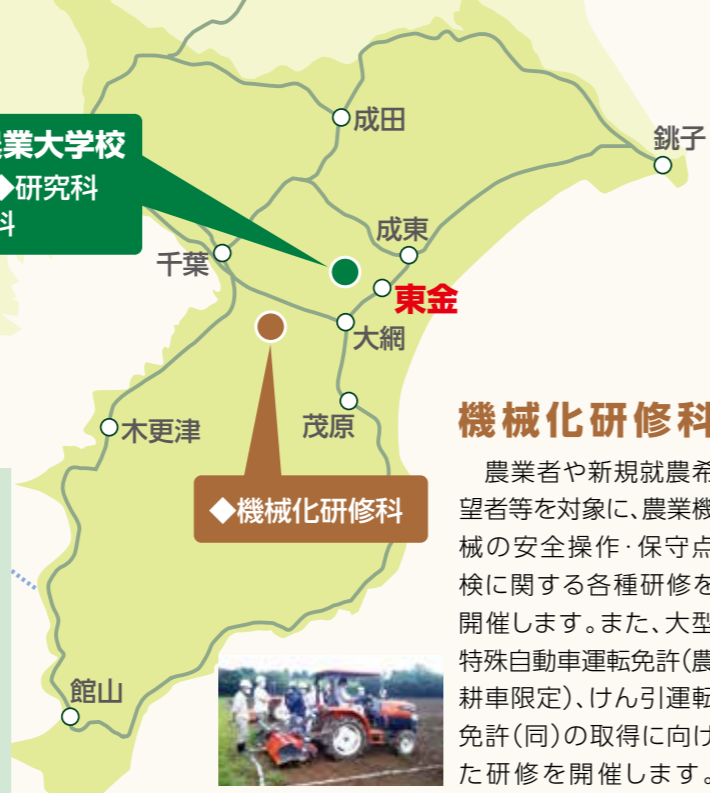 成田
銚子
業大学校
◆研究科
科
成東
千葉
東金
大網
木更津
茂原
機械化研修科
◆機械化研修科
農業者や新規就農希
望者等を対象に、農業機
械の安全操作・保守点
検に関する各種研修を
開催します。また、大型
特殊自動車運転免許(農
耕車限定)、けん引運転
免許(同)の取得に向け
た研修を開催します。
館山